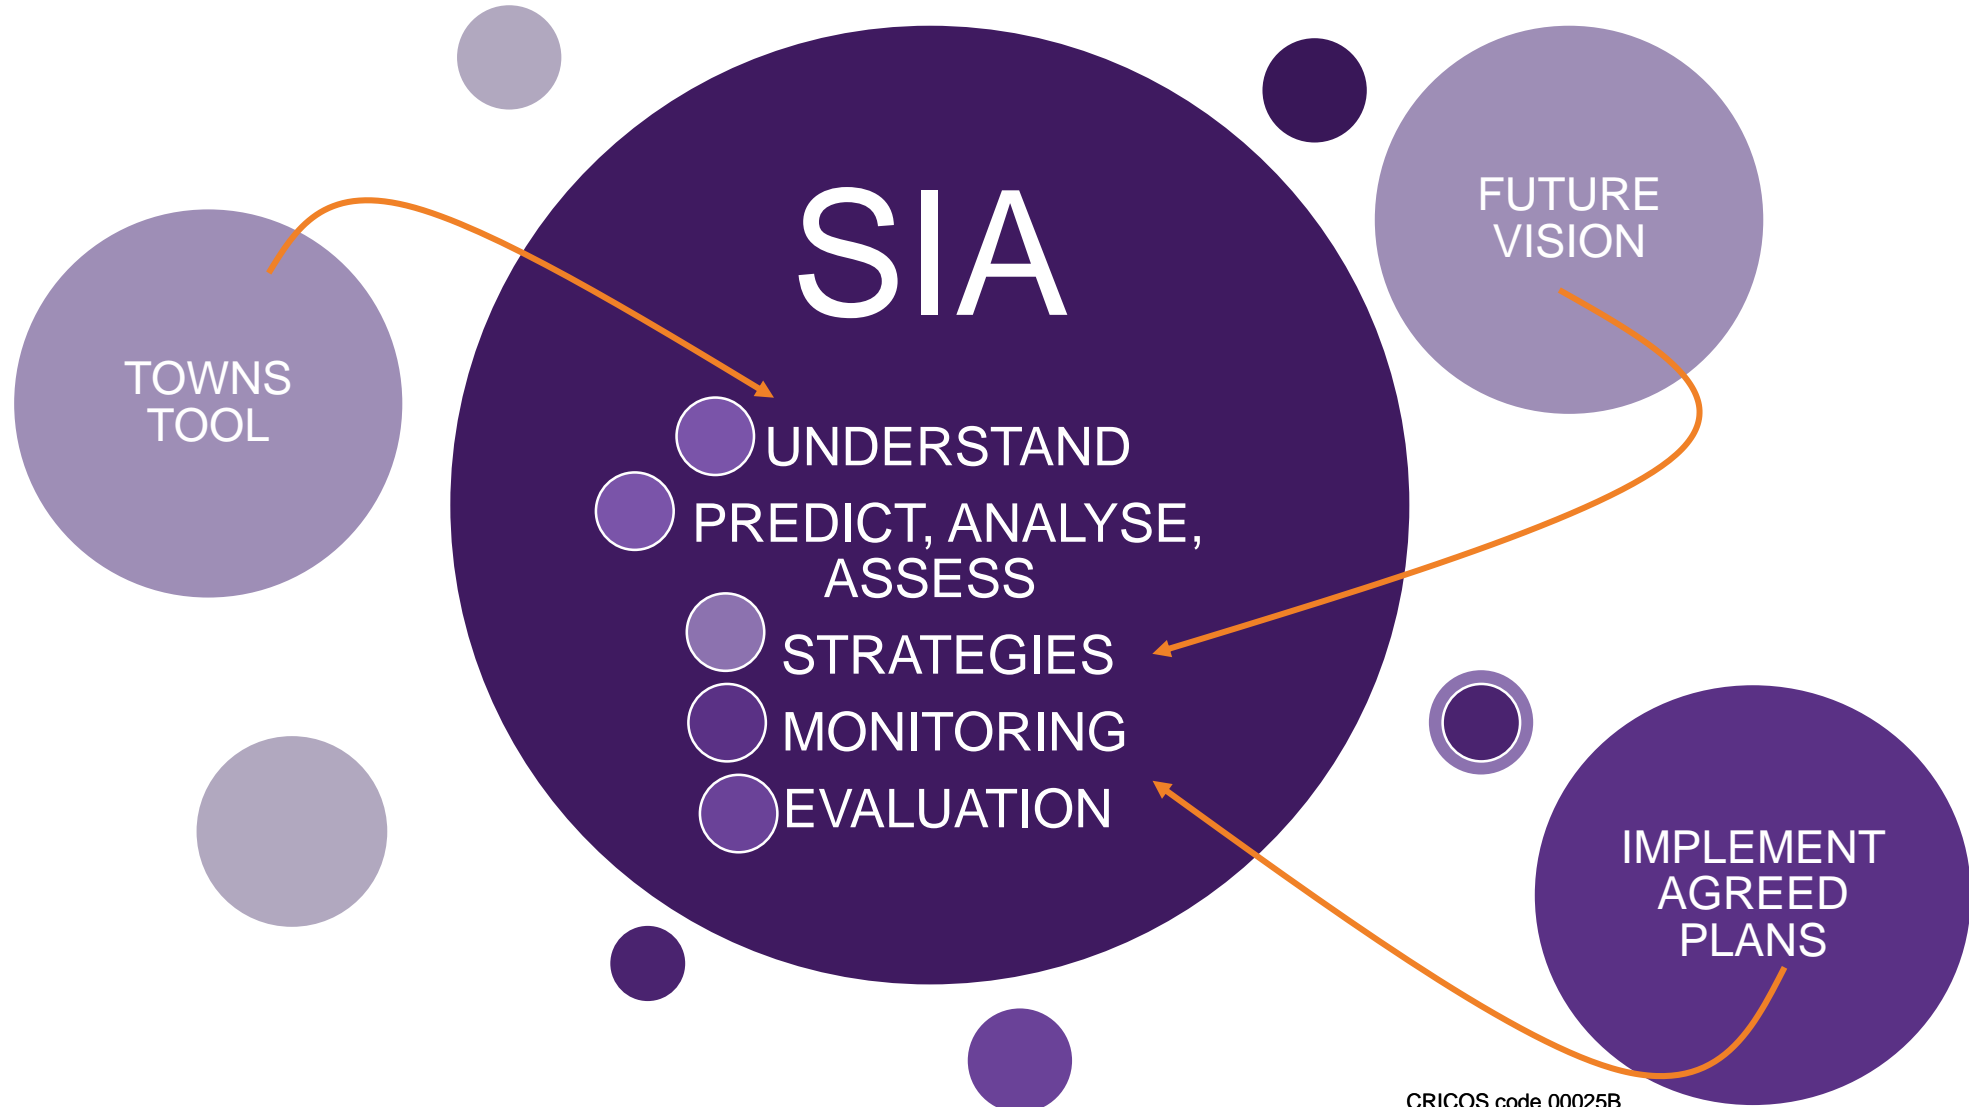 SIA
UNDERSTAND
PREDICT, ANALYSE,
ASSESS
STRATEGIES
MONITORING
EVALUATION
TOWNS
TOOL
FUTURE
VISION
IMPLEMENT
AGREED
PLANS
CRICOS code 00025B